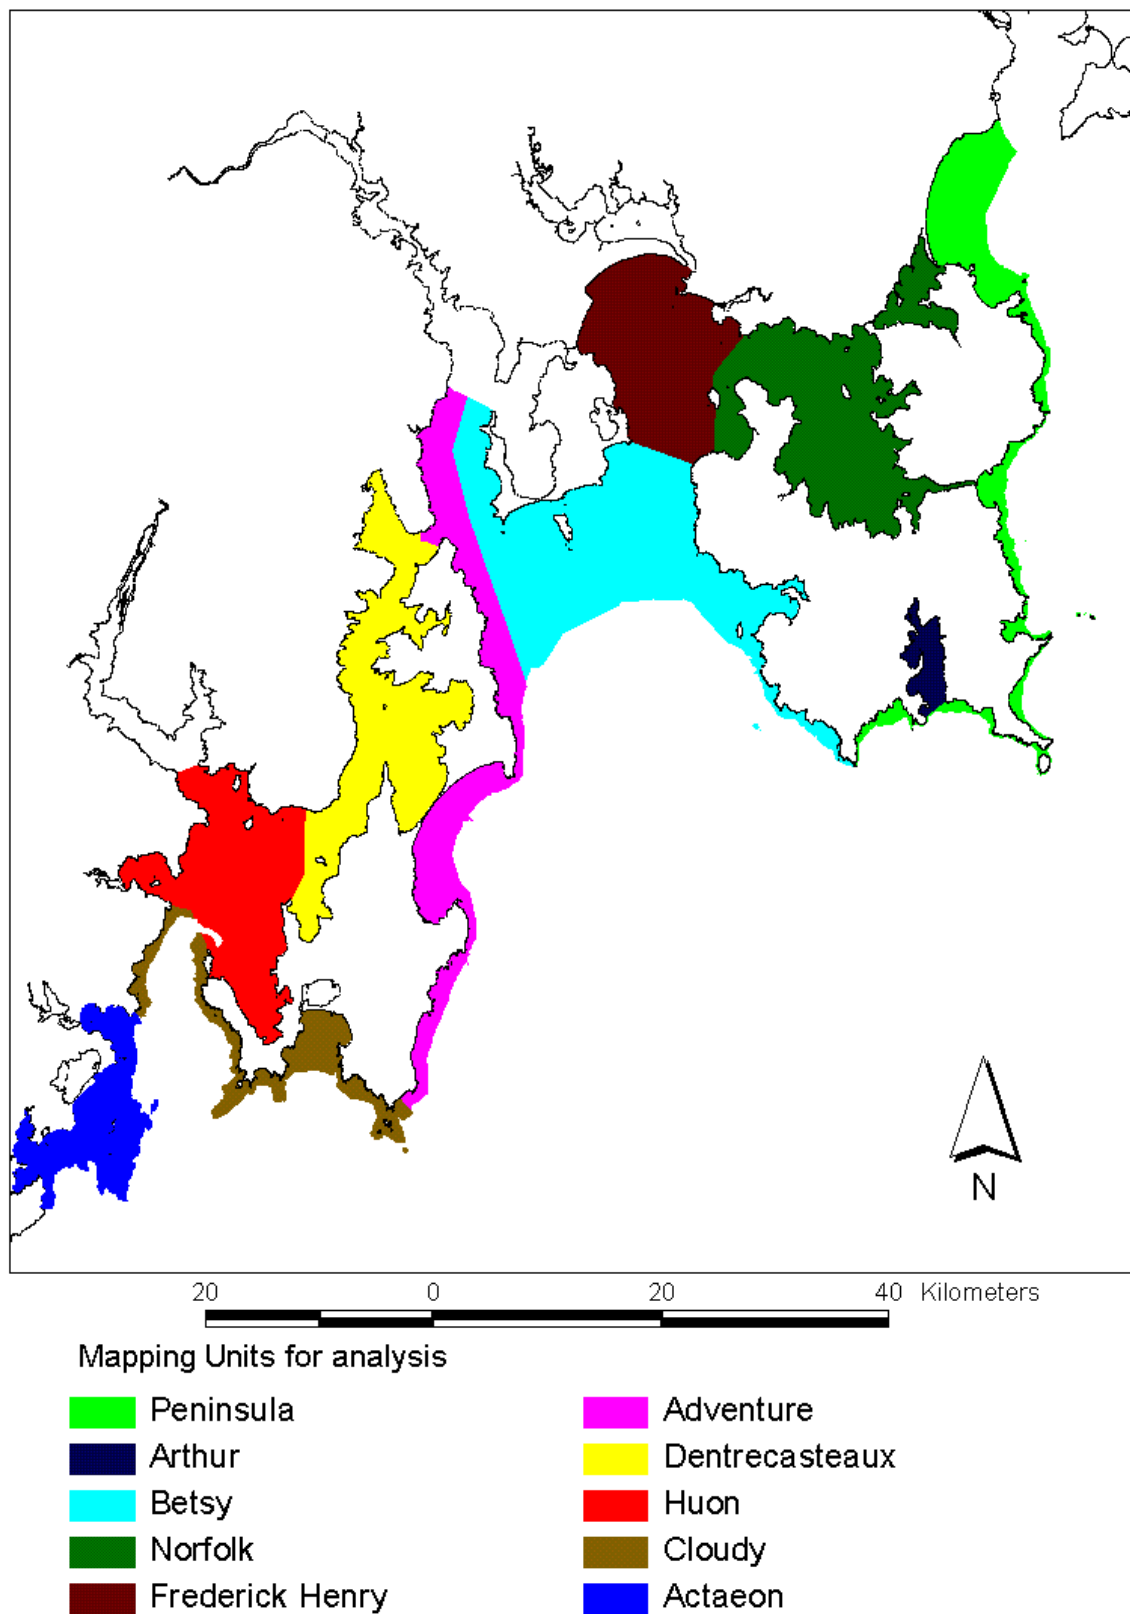 N
20 0 20 40 Kilometers
Mapping Units for analysis
Peninsula Adventure
Arthur Dentrecasteaux
Betsy Huon
Norfolk Cloudy
Frederick Henry Actaeon